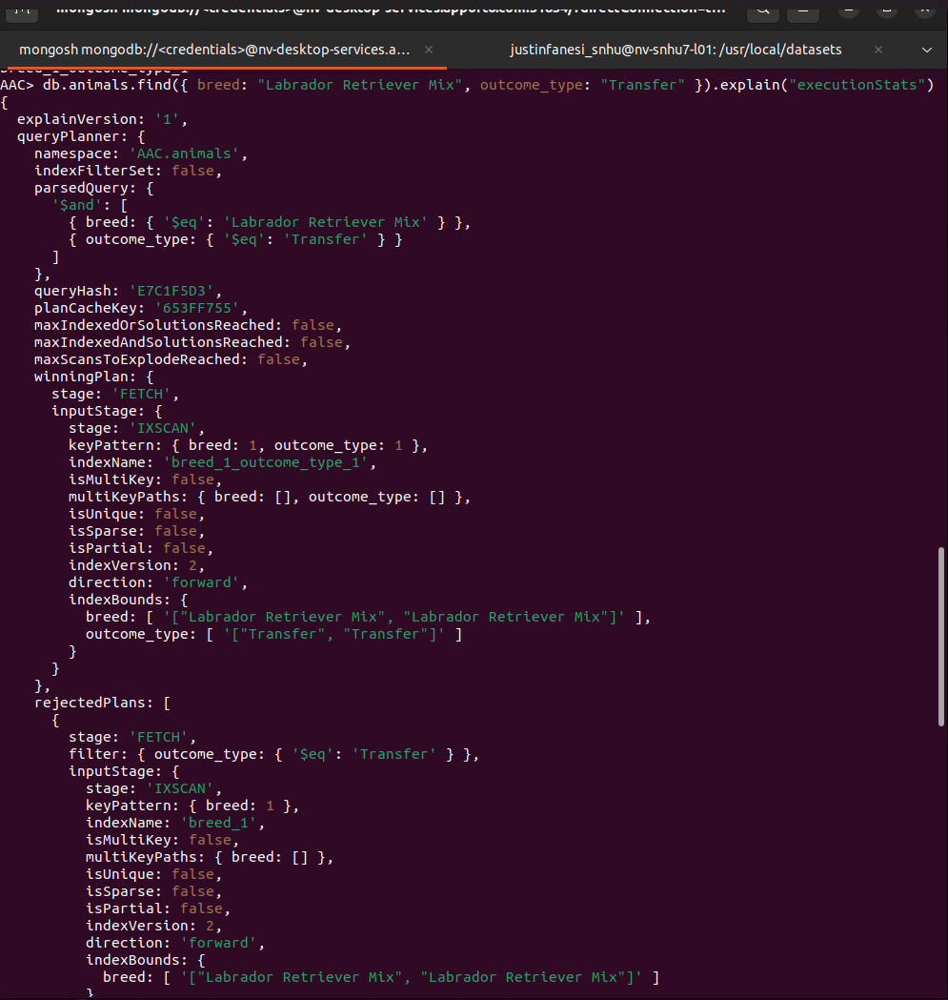 mongosh mongodb://<credentials>@nv-desktop-services.apporto.com:31834/?directConnection=t...
mongosh mongodb://<credentials>@nv-desktop-services.a...
justinfanesi_snhu@nv-snhu7-l01: /usr/local/datasets
breed_1_outcome_type_1
AAC> db.animals.find({ breed: "Labrador Retriever Mix", outcome_type: "Transfer" }).explain("executionStats")
{
  explainVersion: '1',
  queryPlanner: {
    namespace: 'AAC.animals',
    indexFilterSet: false,
    parsedQuery: {
      '$and': [
        { breed: { '$eq': 'Labrador Retriever Mix' } },
        { outcome_type: { '$eq': 'Transfer' } }
      ]
    },
    queryHash: 'E7C1F5D3',
    planCacheKey: '653FF755',
    maxIndexedOrSolutionsReached: false,
    maxIndexedAndSolutionsReached: false,
    maxScansToExplodeReached: false,
    winningPlan: {
      stage: 'FETCH',
      inputStage: {
        stage: 'IXSCAN',
        keyPattern: { breed: 1, outcome_type: 1 },
        indexName: 'breed_1_outcome_type_1',
        isMultiKey: false,
        multiKeyPaths: { breed: [], outcome_type: [] },
        isUnique: false,
        isSparse: false,
        isPartial: false,
        indexVersion: 2,
        direction: 'forward',
        indexBounds: {
          breed: [ '["Labrador Retriever Mix", "Labrador Retriever Mix"]' ],
          outcome_type: [ '["Transfer", "Transfer"]' ]
        }
      }
    },
    rejectedPlans: [
      {
        stage: 'FETCH',
        filter: { outcome_type: { '$eq': 'Transfer' } },
        inputStage: {
          stage: 'IXSCAN',
          keyPattern: { breed: 1 },
          indexName: 'breed_1',
          isMultiKey: false,
          multiKeyPaths: { breed: [] },
          isUnique: false,
          isSparse: false,
          isPartial: false,
          indexVersion: 2,
          direction: 'forward',
          indexBounds: {
            breed: [ '["Labrador Retriever Mix", "Labrador Retriever Mix"]' ]
          }